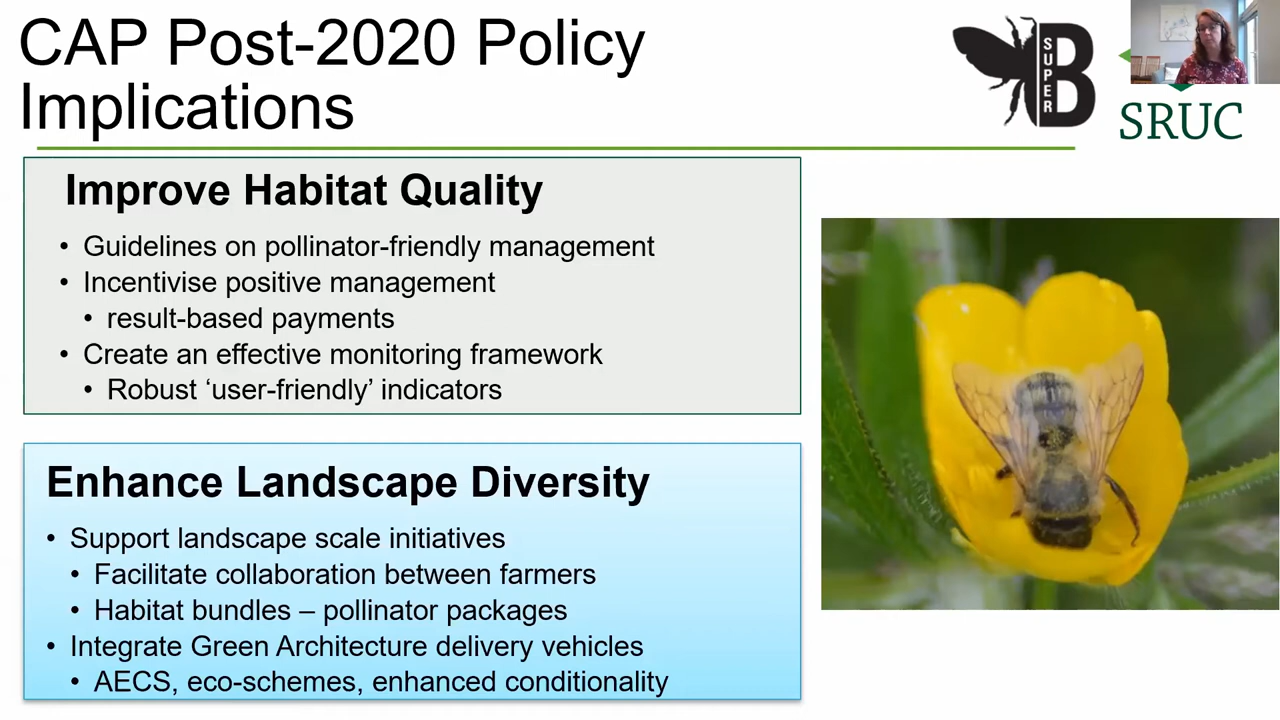 CAP Post-2020 Policy
Implications
SUPER
B
SRUC
Improve Habitat Quality
• Guidelines on pollinator-friendly management
• Incentivise positive management
• result-based payments
• Create an effective monitoring framework
• Robust ‘user-friendly’ indicators
Enhance Landscape Diversity
• Support landscape scale initiatives
• Facilitate collaboration between farmers
• Habitat bundles – pollinator packages
• Integrate Green Architecture delivery vehicles
• AECS, eco-schemes, enhanced conditionality